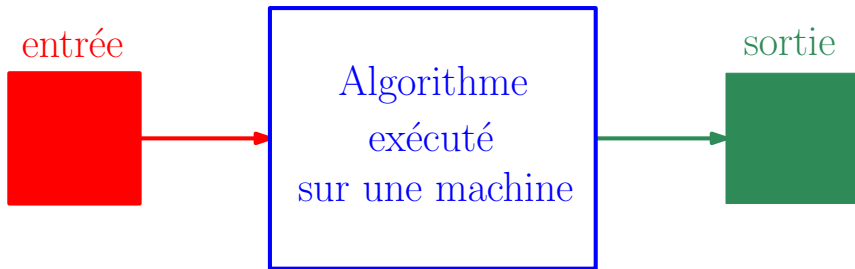 entrée
Algorithme
exécuté
sur une machine
sortie